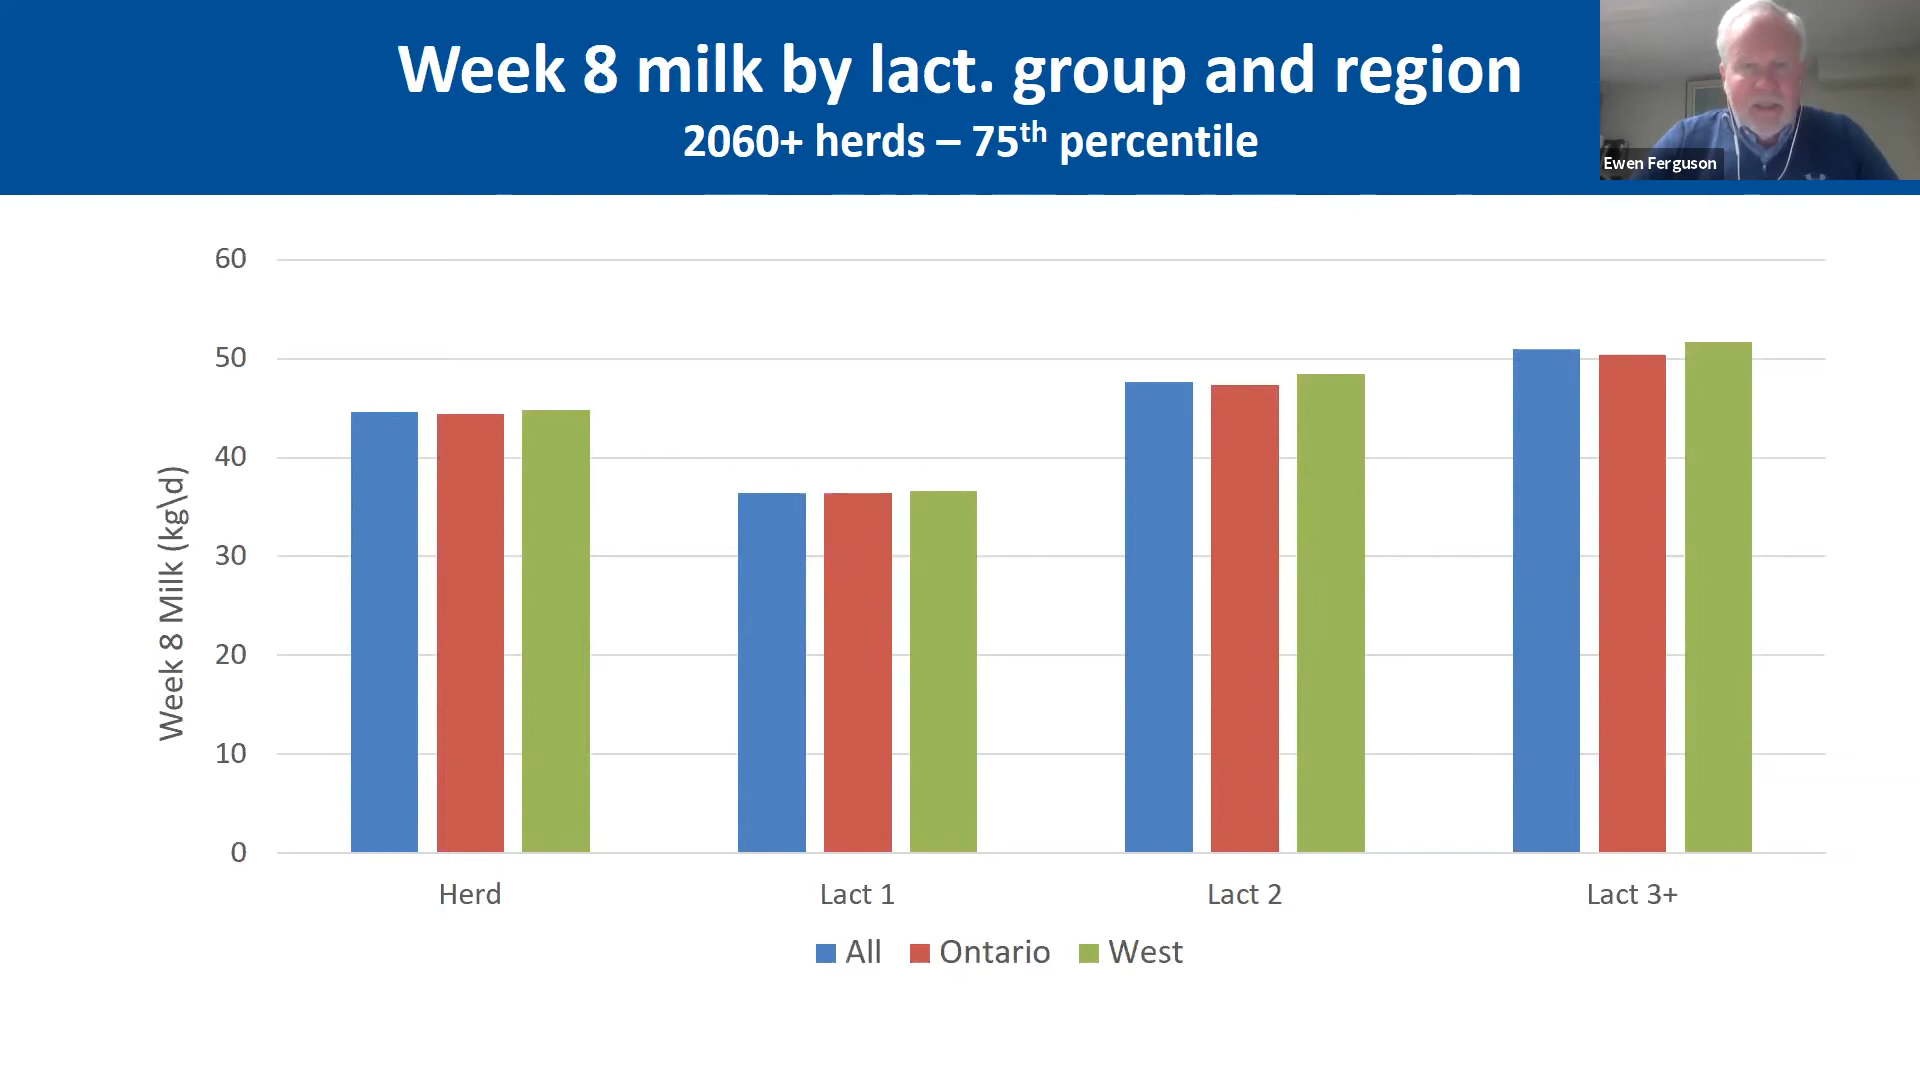 Week 8 milk by lact. group and region
2060+ herds – 75th percentile
Ewen Ferguson
60
50
40
30
20
10
0
Week 8 Milk (kg\d)
Herd
Lact 1
Lact 2
Lact 3+
All
Ontario
West